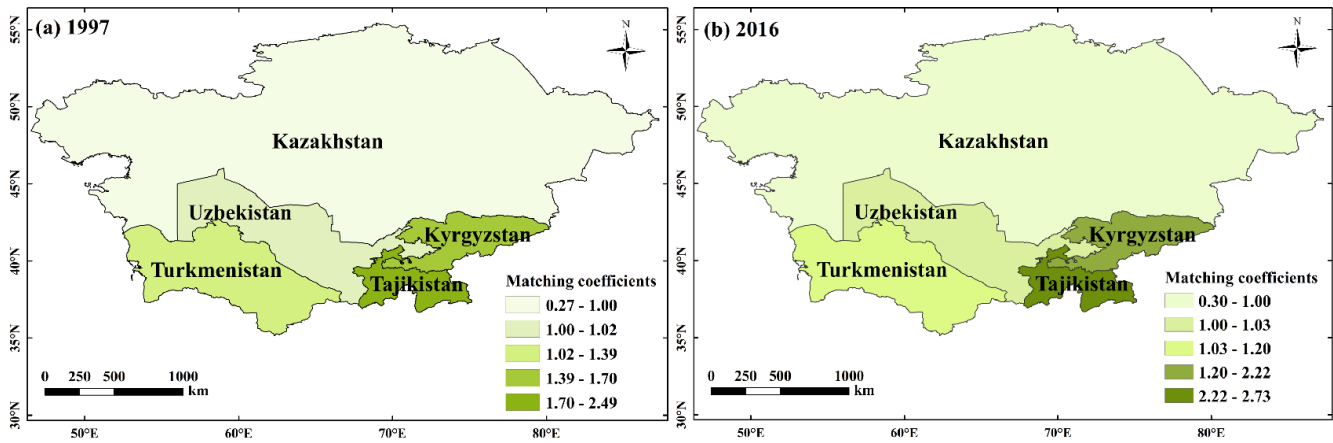 (a) 1997
N
55°N
50°N
45°N
40°N
35°N
30°N
Kazakhstan
Uzbekistan
Kyrgyzstan
Turkmenistan
Tajikistan
Matching coefficients
0.27 - 1.00
1.00 - 1.02
1.02 - 1.39
1.39 - 1.70
1.70 - 2.49
0 250 500 1000
km
50°E 60°E 70°E 80°E
(b) 2016
N
55°N
50°N
45°N
40°N
35°N
30°N
Kazakhstan
Uzbekistan
Kyrgyzstan
Turkmenistan
Tajikistan
Matching coefficients
0.30 - 1.00
1.00 - 1.03
1.03 - 1.20
1.20 - 2.22
2.22 - 2.73
0 250 500 1000
km
50°E 60°E 70°E 80°E